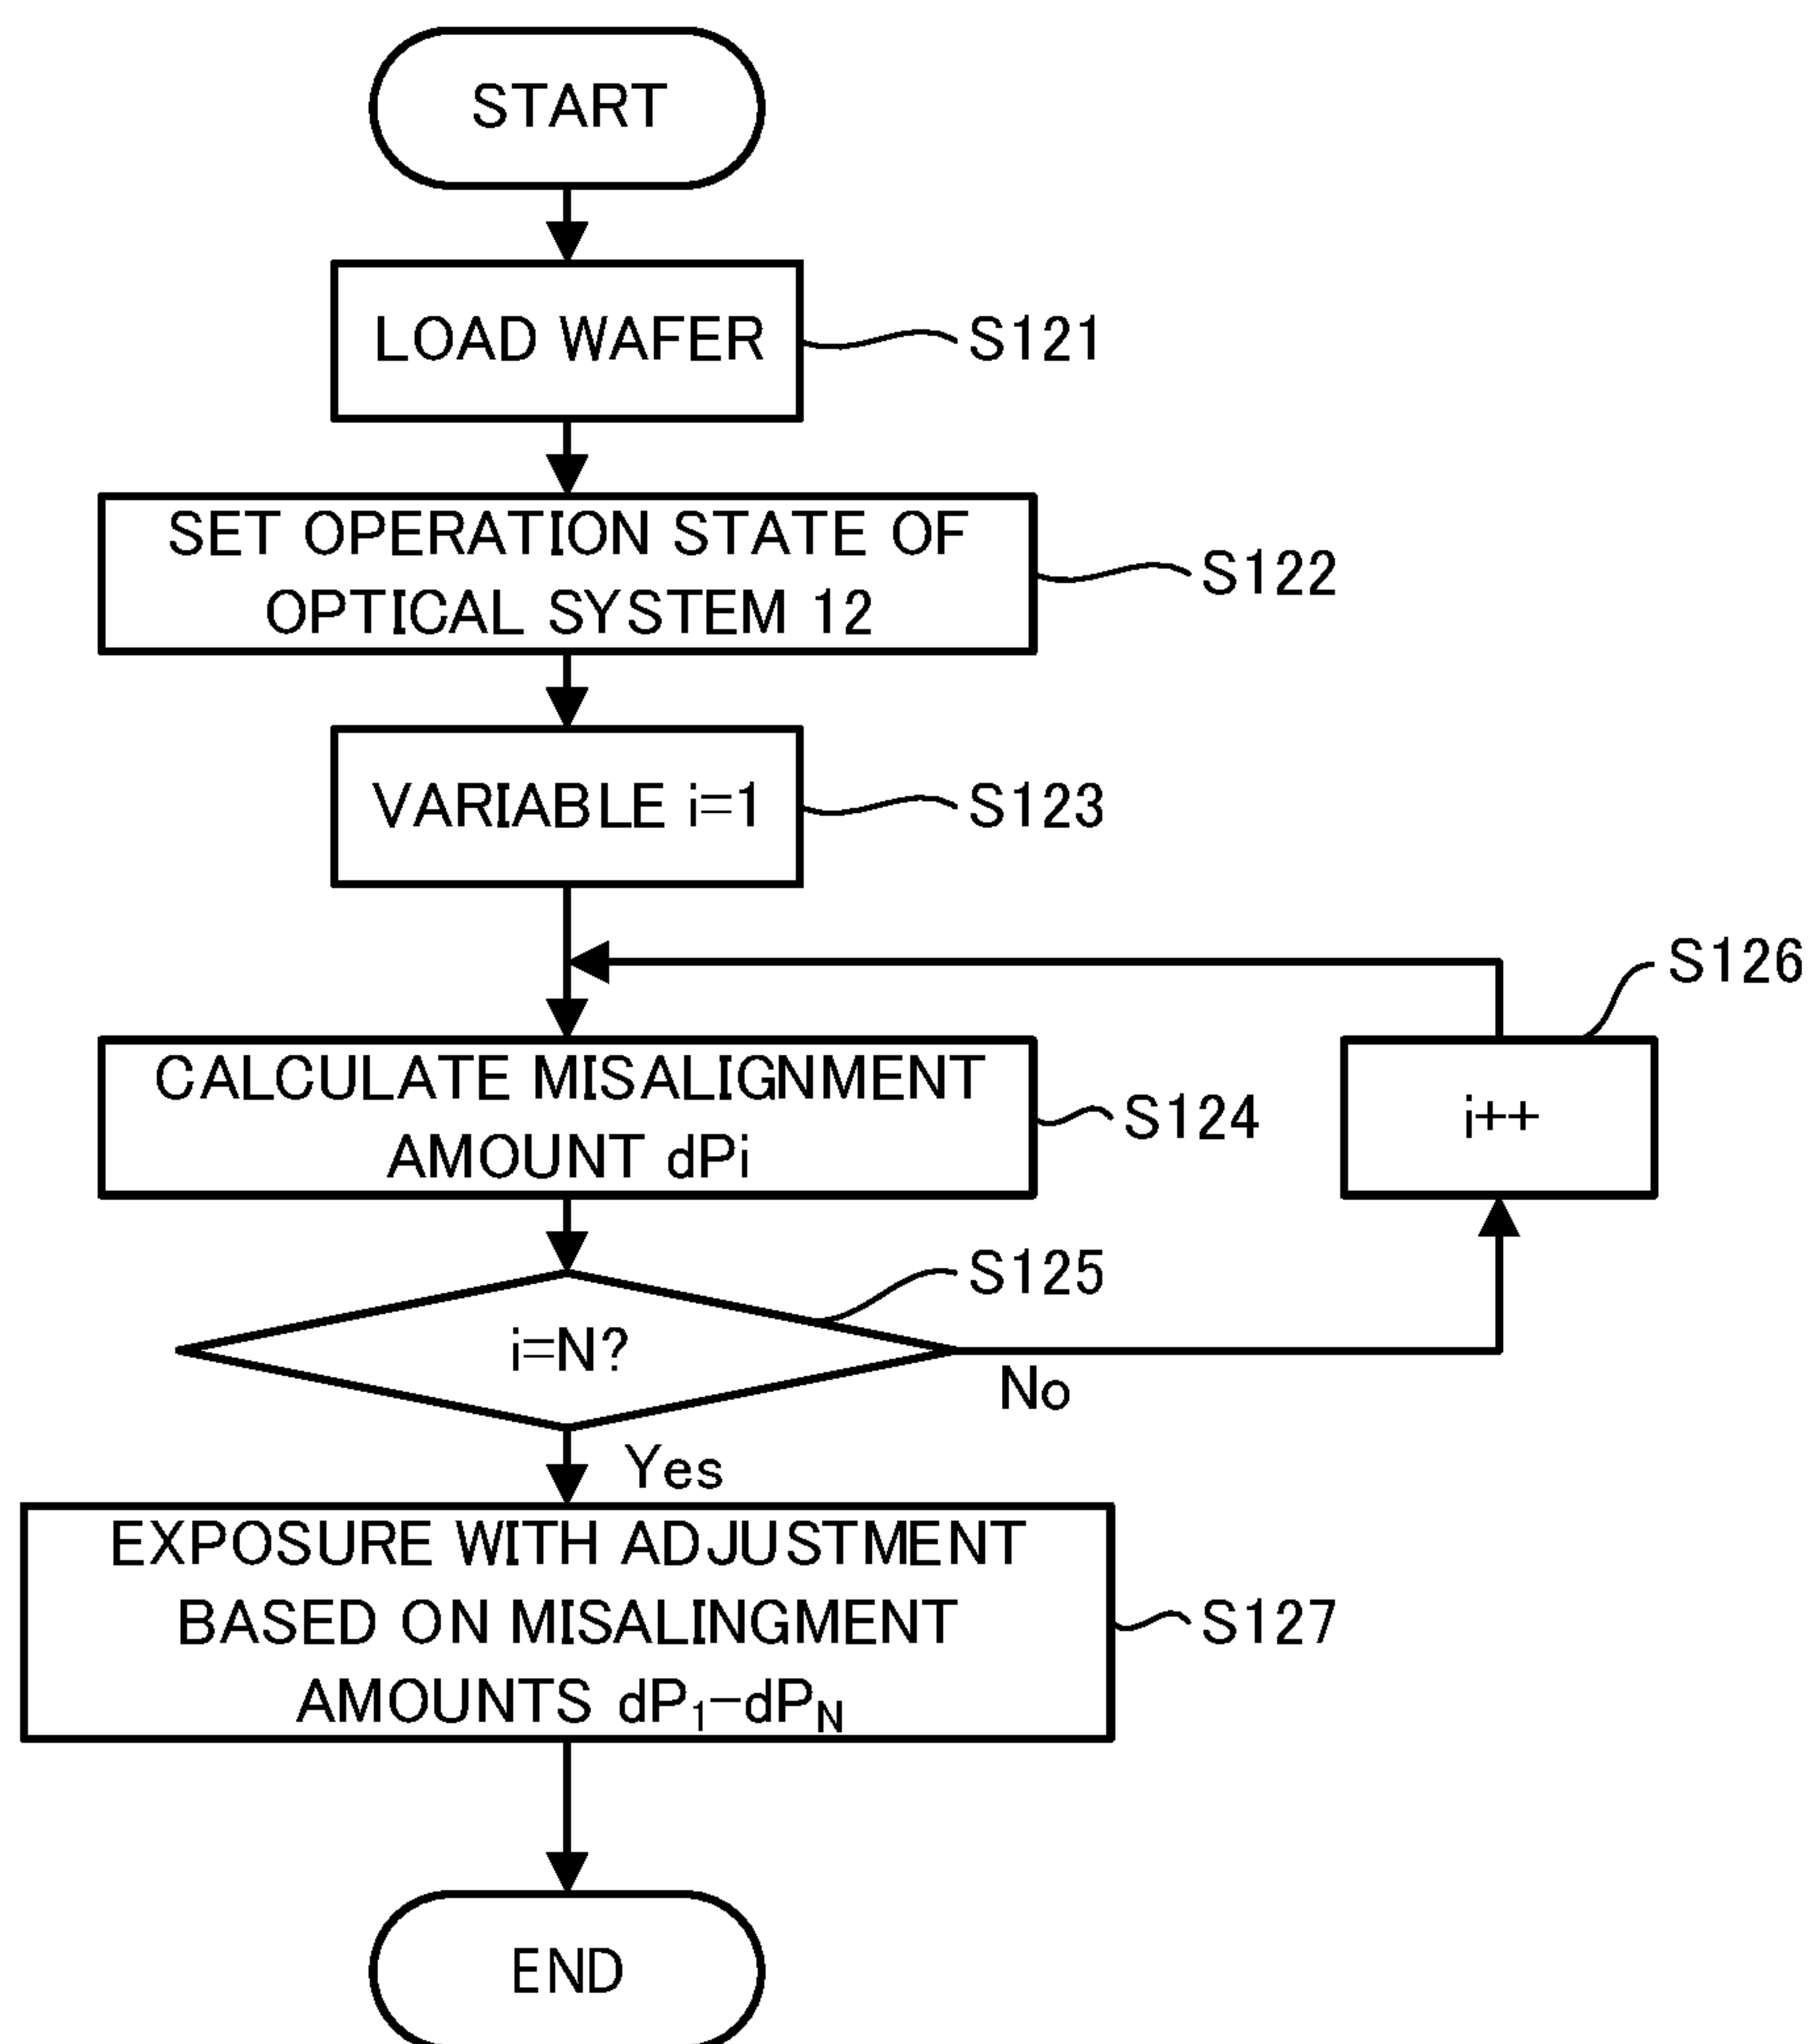 START
LOAD WAFER
S121
SET OPERATION STATE OF
OPTICAL SYSTEM 12
S122
VARIABLE i=1
S123
S126
CALCULATE MISALIGNMENT
AMOUNT dPi
S124
i++
S125
i=N?
No
Yes
EXPOSURE WITH ADJUSTMENT
BASED ON MISALINGMENT
AMOUNTS dP₁-dP_N
S127
END